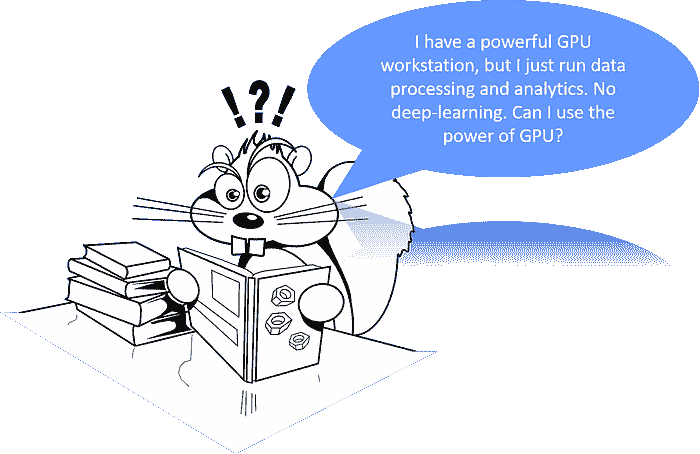 !?!
I have a powerful GPU
workstation, but I just run data
processing and analytics. No
deep-learning. Can I use the
power of GPU?